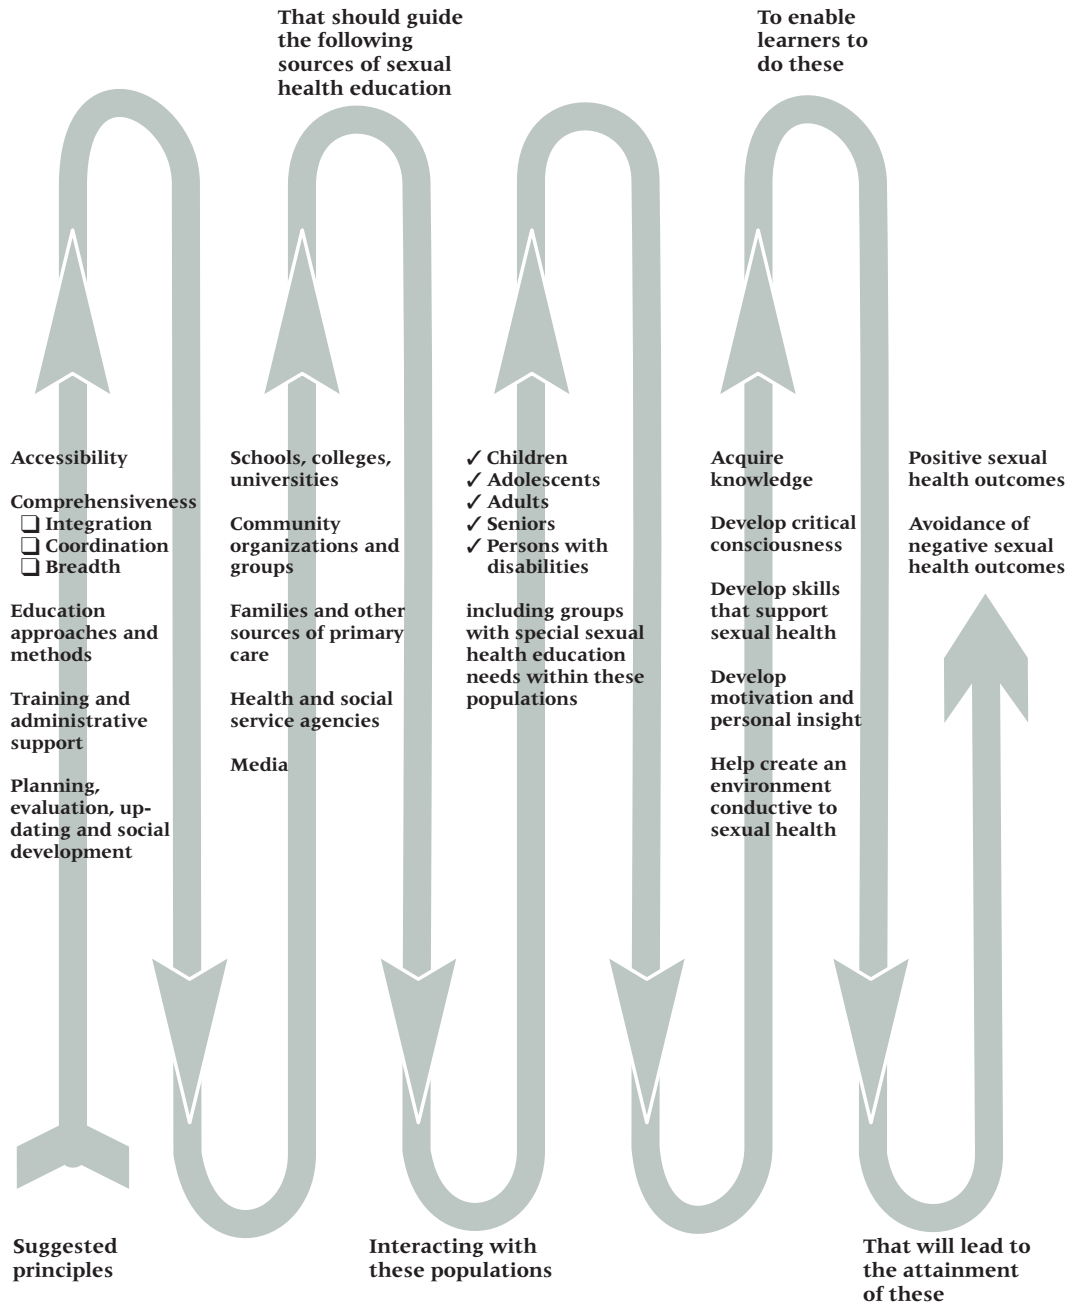 That should guide
the following
sources of sexual
health education
To enable
learners to
do these
Accessibility
Comprehensiveness
❑ Integration
❑ Coordination
❑ Breadth
Education
approaches and
methods
Training and
administrative
support
Planning,
evaluation, up-
dating and social
development
Schools, colleges,
universities
Community
organizations and
groups
Families and other
sources of primary
care
Health and social
service agencies
Media
✓ Children
✓ Adolescents
✓ Adults
✓ Seniors
✓ Persons with
disabilities
including groups
with special sexual
health education
needs within these
populations
Acquire
knowledge
Develop critical
consciousness
Develop skills
that support
sexual health
Develop
motivation and
personal insight
Help create an
environment
conductive to
sexual health
Positive sexual
health outcomes
Avoidance of
negative sexual
health outcomes
Suggested
principles
Interacting with
these populations
That will lead to
the attainment
of these